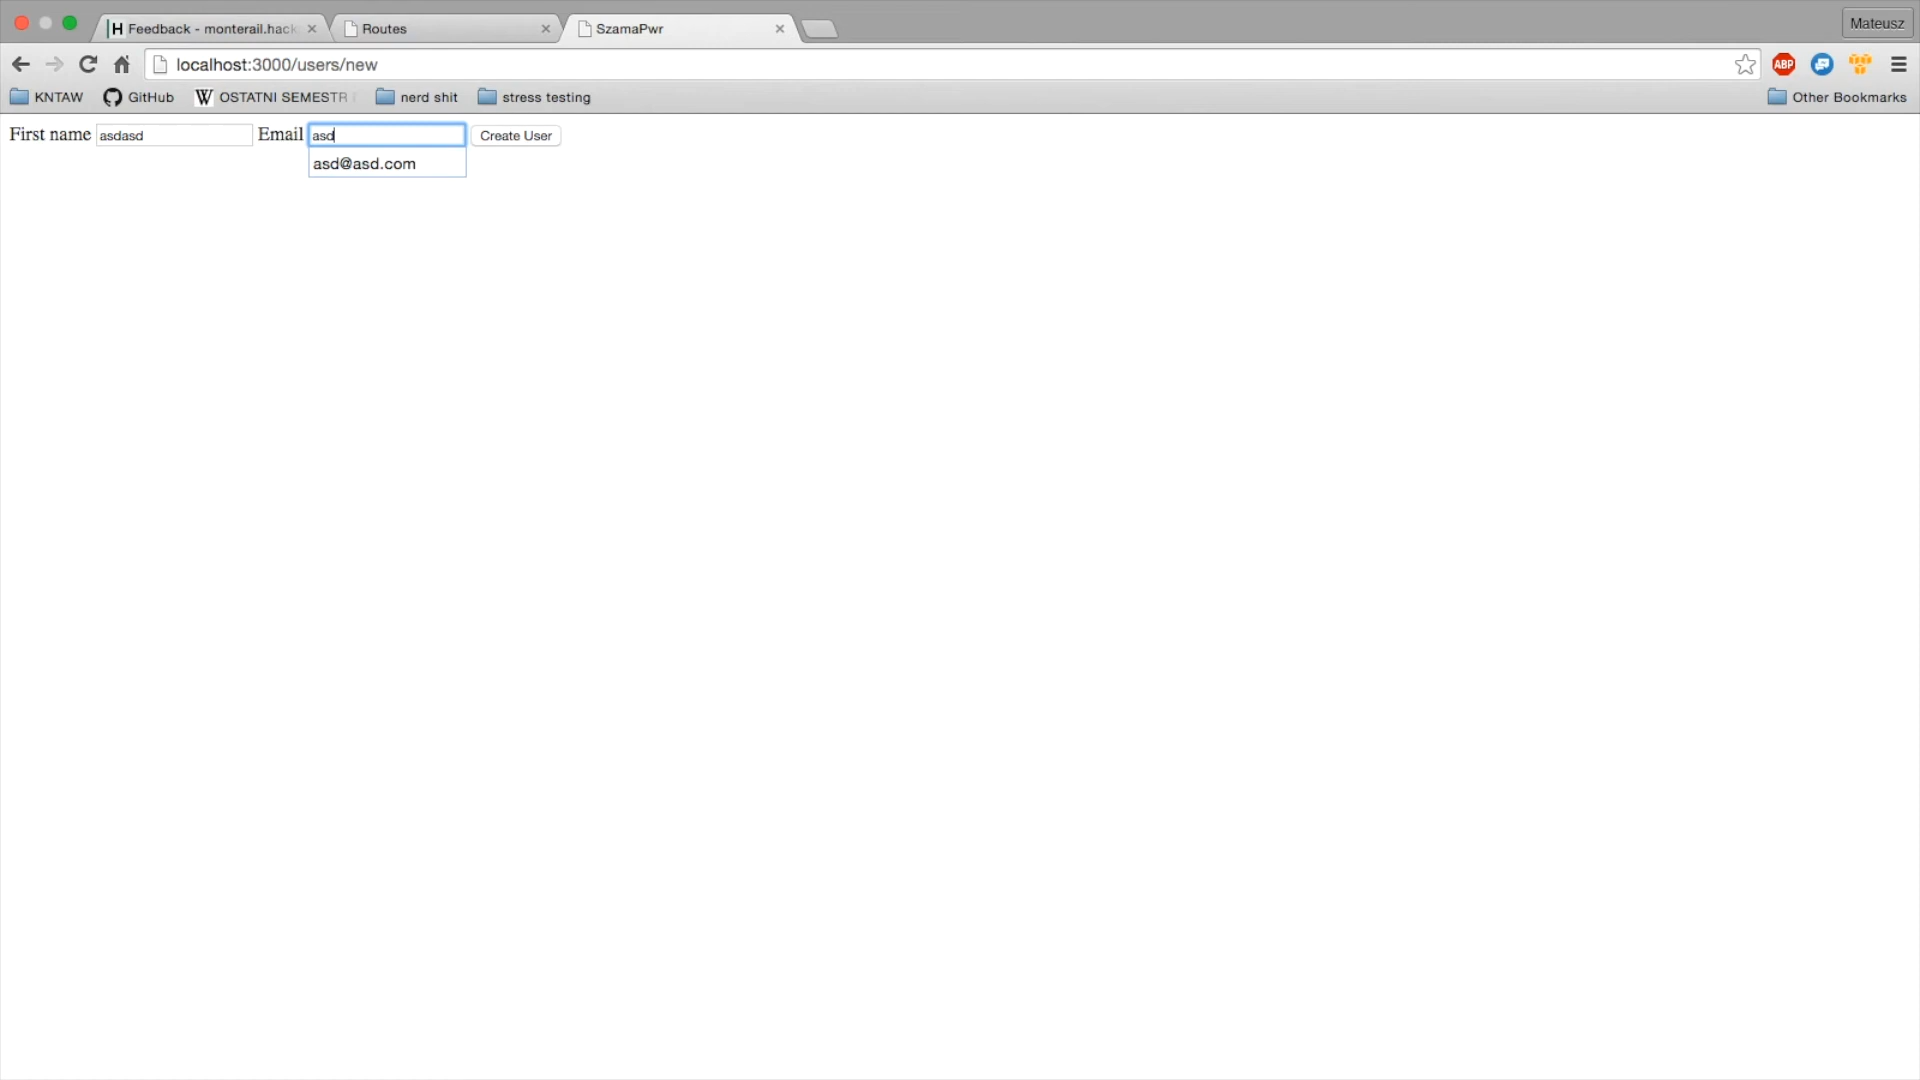 Feedback - monterail.hack
Routes
SzamaPwr
Mateusz
localhost:3000/users/new
ABP
KNTAW
GitHub
W OSTATNI SEMESTR
nerd shit
stress testing
Other Bookmarks
First name asdasd Email asd Create User
asd@asd.com